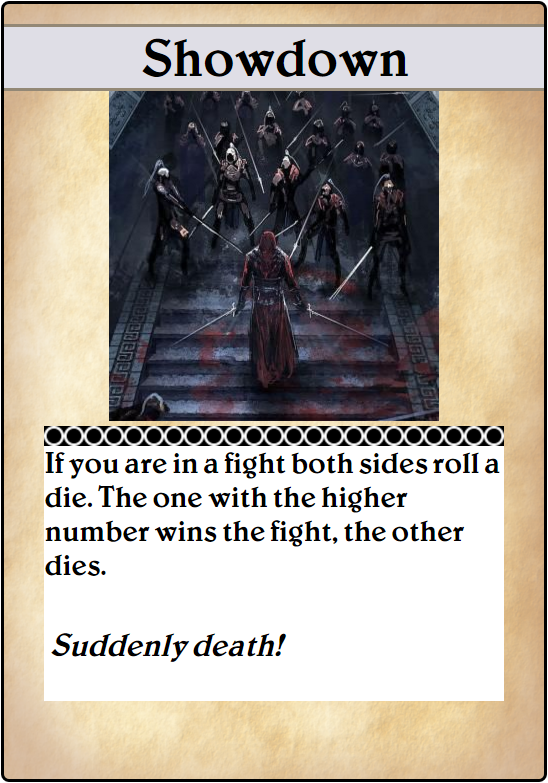 Showdown
If you are in a fight both sides roll a
die. The one with the higher
number wins the fight, the other
dies.
Suddenly death!